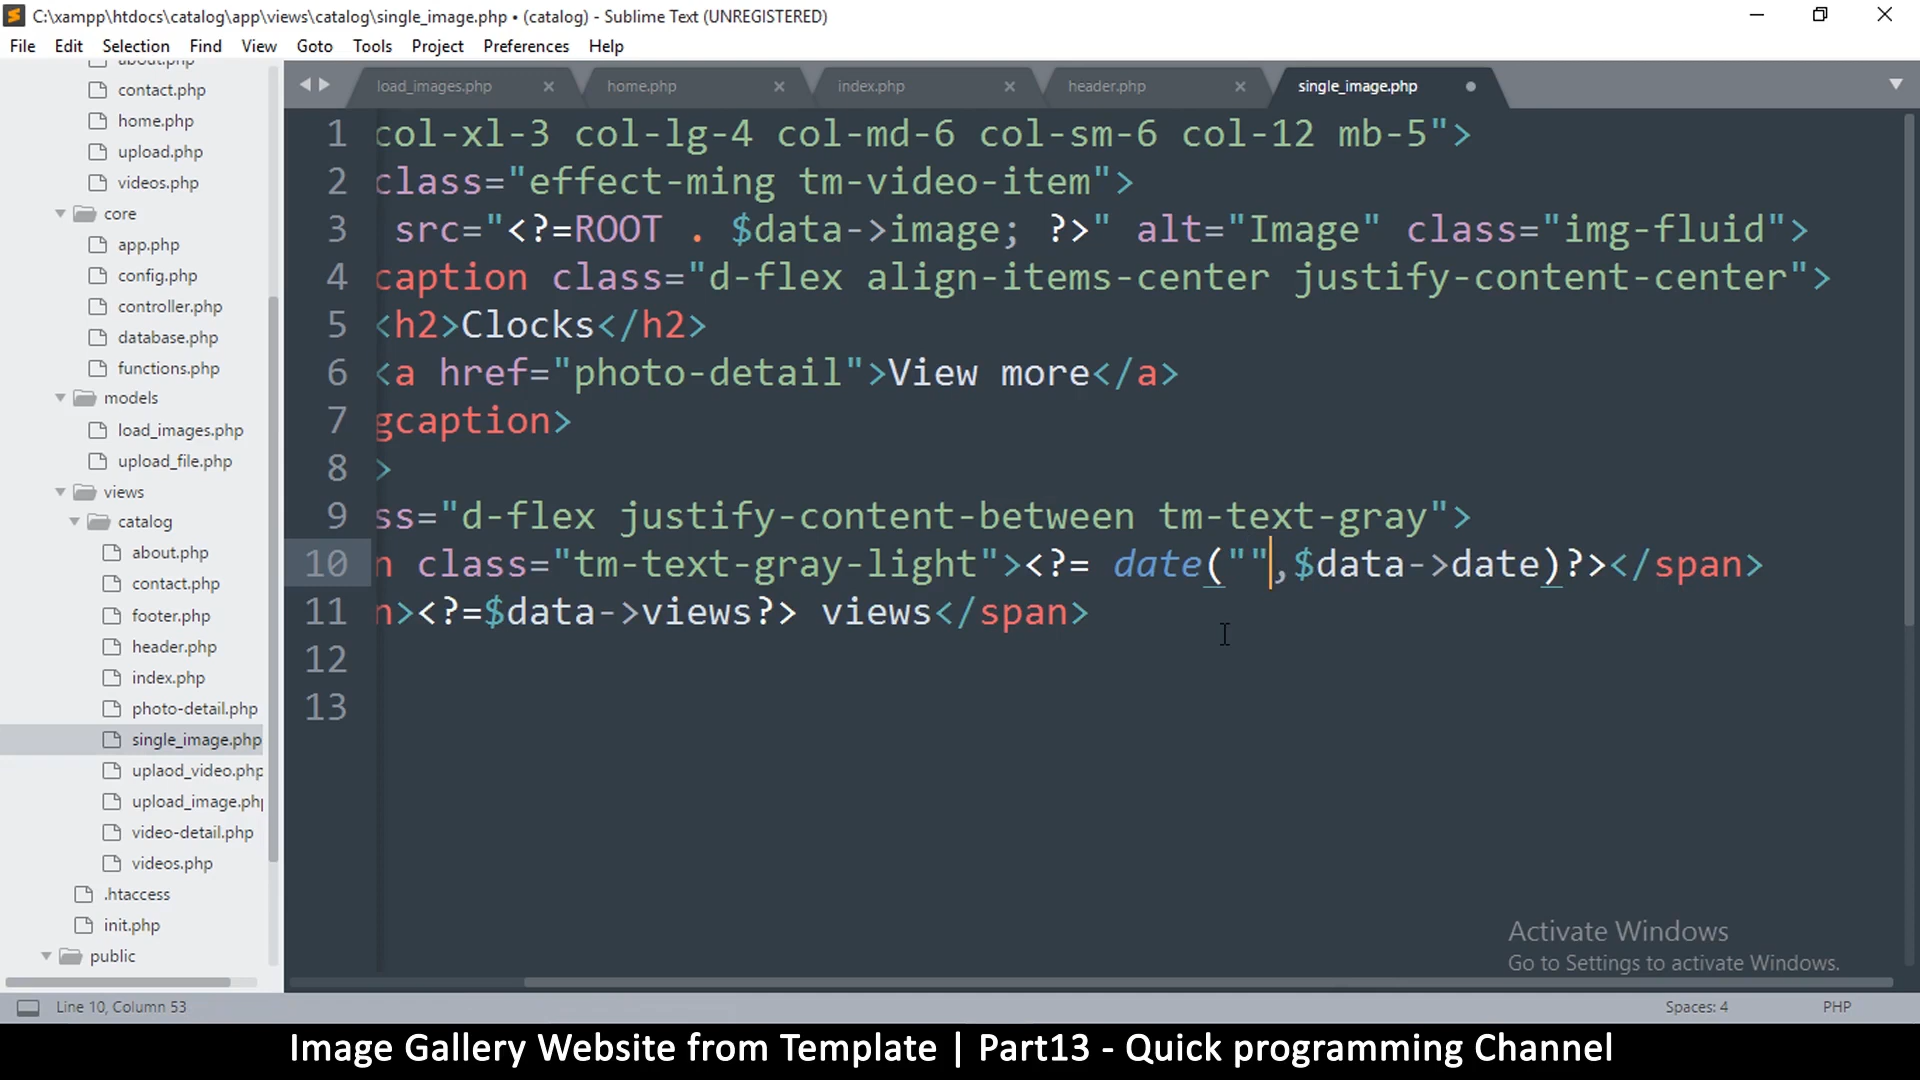 C:\xampp\htdocs\catalog\app\views\catalog\single_image.php • (catalog) - Sublime Text (UNREGISTERED)
File Edit Selection Find View Goto Tools Project Preferences Help
load_images.php home.php index.php header.php single_image.php
about.php
contact.php
home.php
upload.php
videos.php
core
app.php
config.php
controller.php
database.php
functions.php
models
load_images.php
upload_file.php
views
catalog
about.php
contact.php
footer.php
header.php
index.php
photo-detail.php
single_image.php
uplaod_video.php
upload_image.ph
video-detail.php
videos.php
.htaccess
init.php
public
1 col-xl-3 col-lg-4 col-md-6 col-sm-6 col-12 mb-5">
2 class="effect-ming tm-video-item">
3 src="<?=ROOT . $data->image; ?>" alt="Image" class="img-fluid">
4 caption class="d-flex align-items-center justify-content-center">
5 <h2>Clocks</h2>
6 <a href="photo-detail">View more</a>
7 gcaption>
8 >
9 ss="d-flex justify-content-between tm-text-gray">
10 n class="tm-text-gray-light"><?= date("",$data->date)?></span>
11 n><?=$data->views?> views</span>
12
13
Activate Windows
Go to Settings to activate Windows.
Line 10, Column 53 Spaces: 4 PHP
Image Gallery Website from Template | Part13 - Quick programming Channel